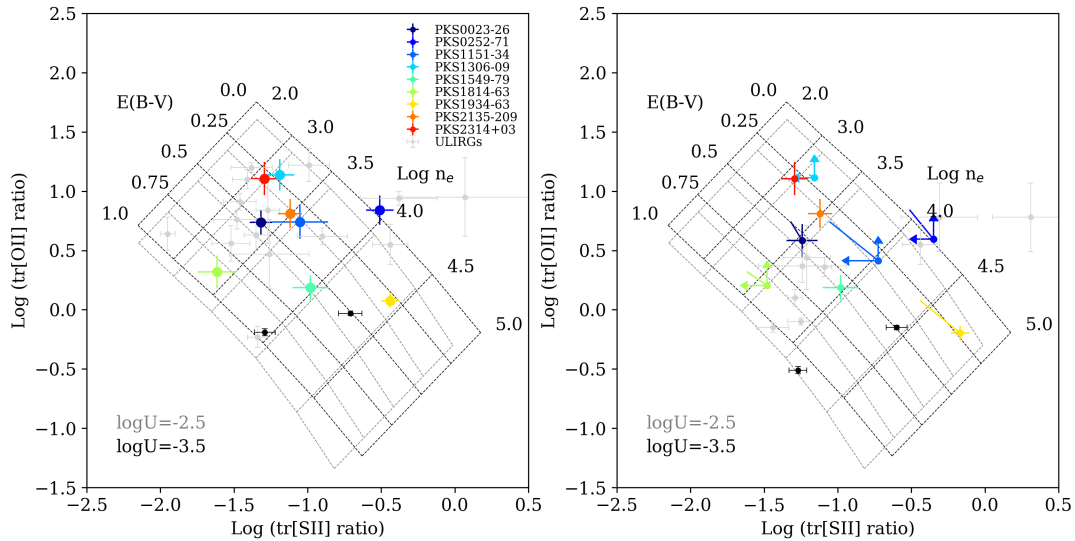 2.5
2.0
1.5
1.0
0.5
0.0
−0.5
−1.0
−1.5
Log (tr[OII] ratio)
−2.5
−2.0
−1.5
−1.0
−0.5
0.0
0.5
Log (tr[SII] ratio)
PKS0023-26
PKS0252-71
PKS1151-34
PKS1306-09
PKS1549-79
PKS1814-63
PKS1934-63
PKS2135-209
PKS2314+03
ULIRGs
E(B-V)
0.0
0.25
0.5
0.75
1.0
2.0
3.0
3.5
Log nₑ
4.0
4.5
5.0
logU=-2.5
logU=-3.5
2.5
2.0
1.5
1.0
0.5
0.0
−0.5
−1.0
−1.5
Log (tr[OII] ratio)
−2.5
−2.0
−1.5
−1.0
−0.5
0.0
0.5
Log (tr[SII] ratio)
E(B-V)
0.0
0.25
0.5
0.75
1.0
2.0
3.0
3.5
Log nₑ
4.0
4.5
5.0
logU=-2.5
logU=-3.5